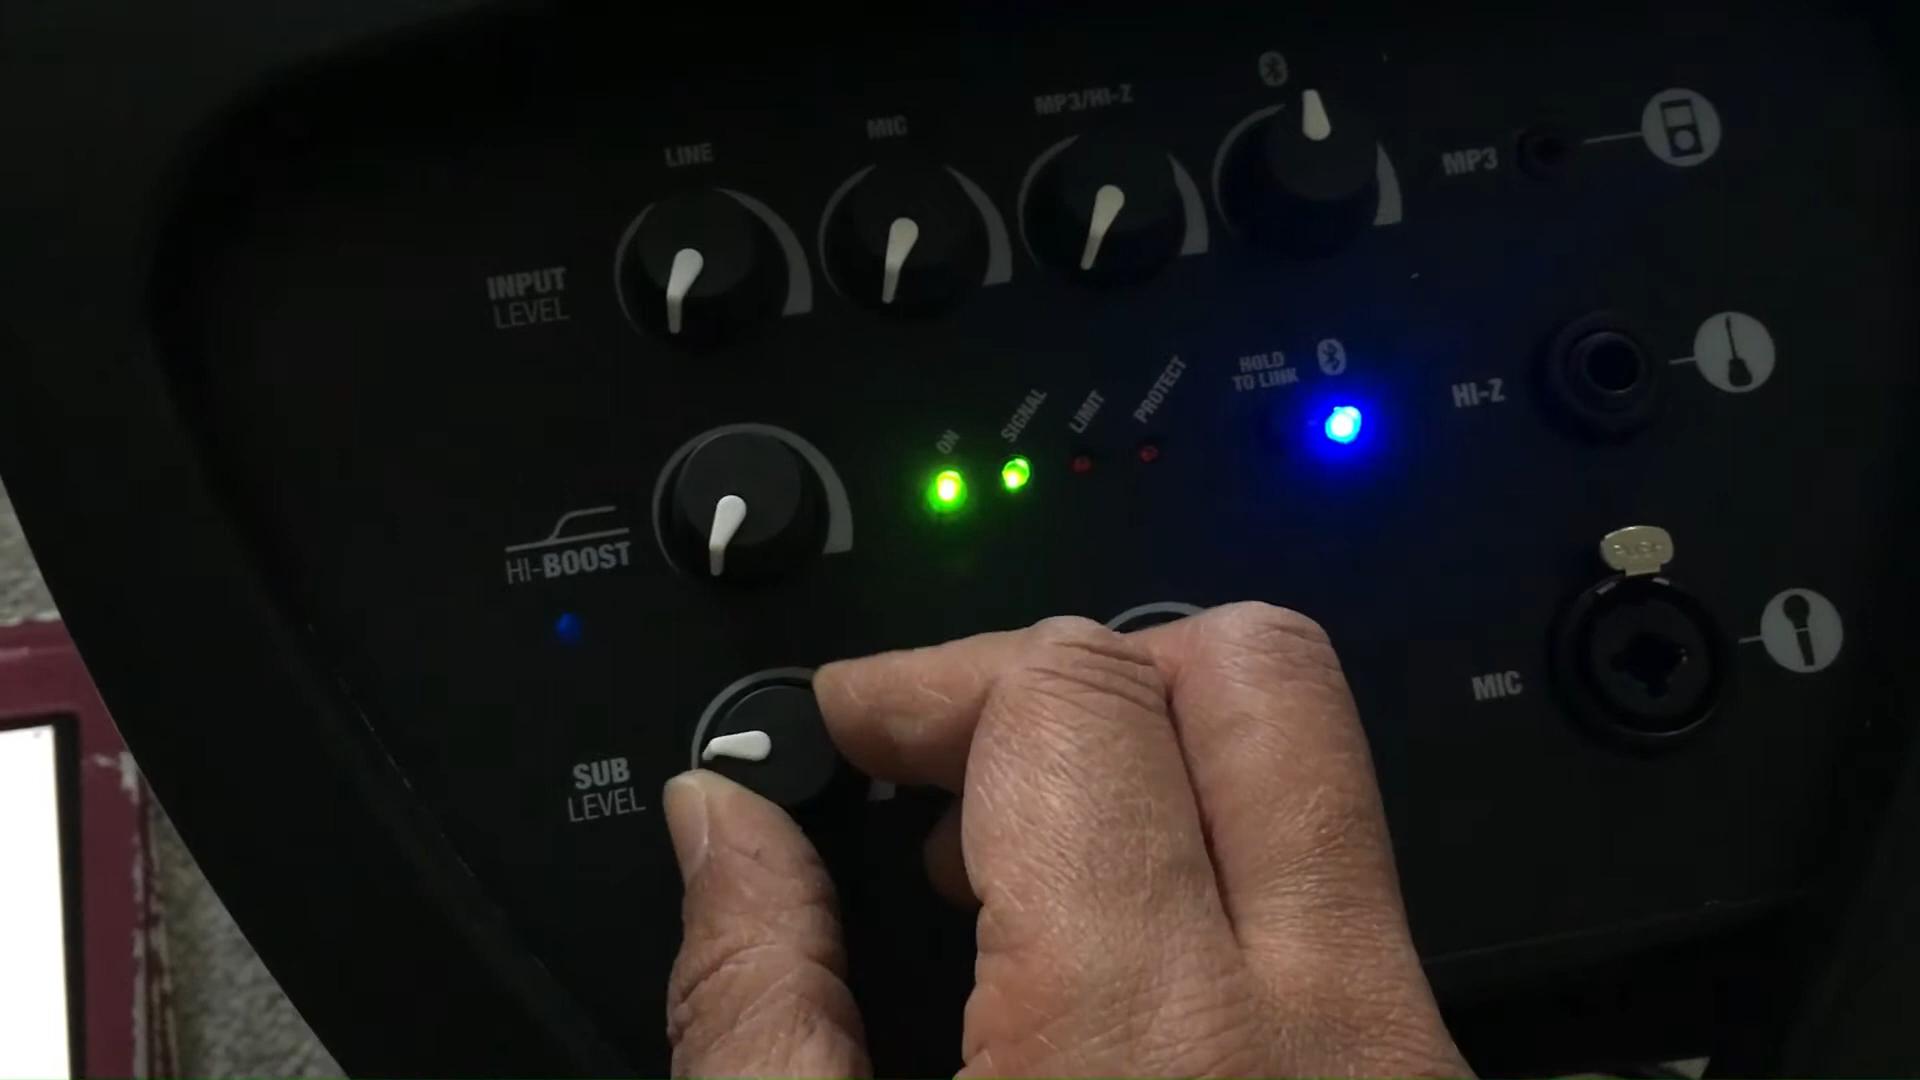 LINE
MIC
MP3/HI-Z
INPUT
LEVEL
MP3
HOLD
TO LINK
ON
SIGNAL
LIMIT
PROTECT
HI-Z
HI-BOOST
PUSH
MIC
SUB
LEVEL